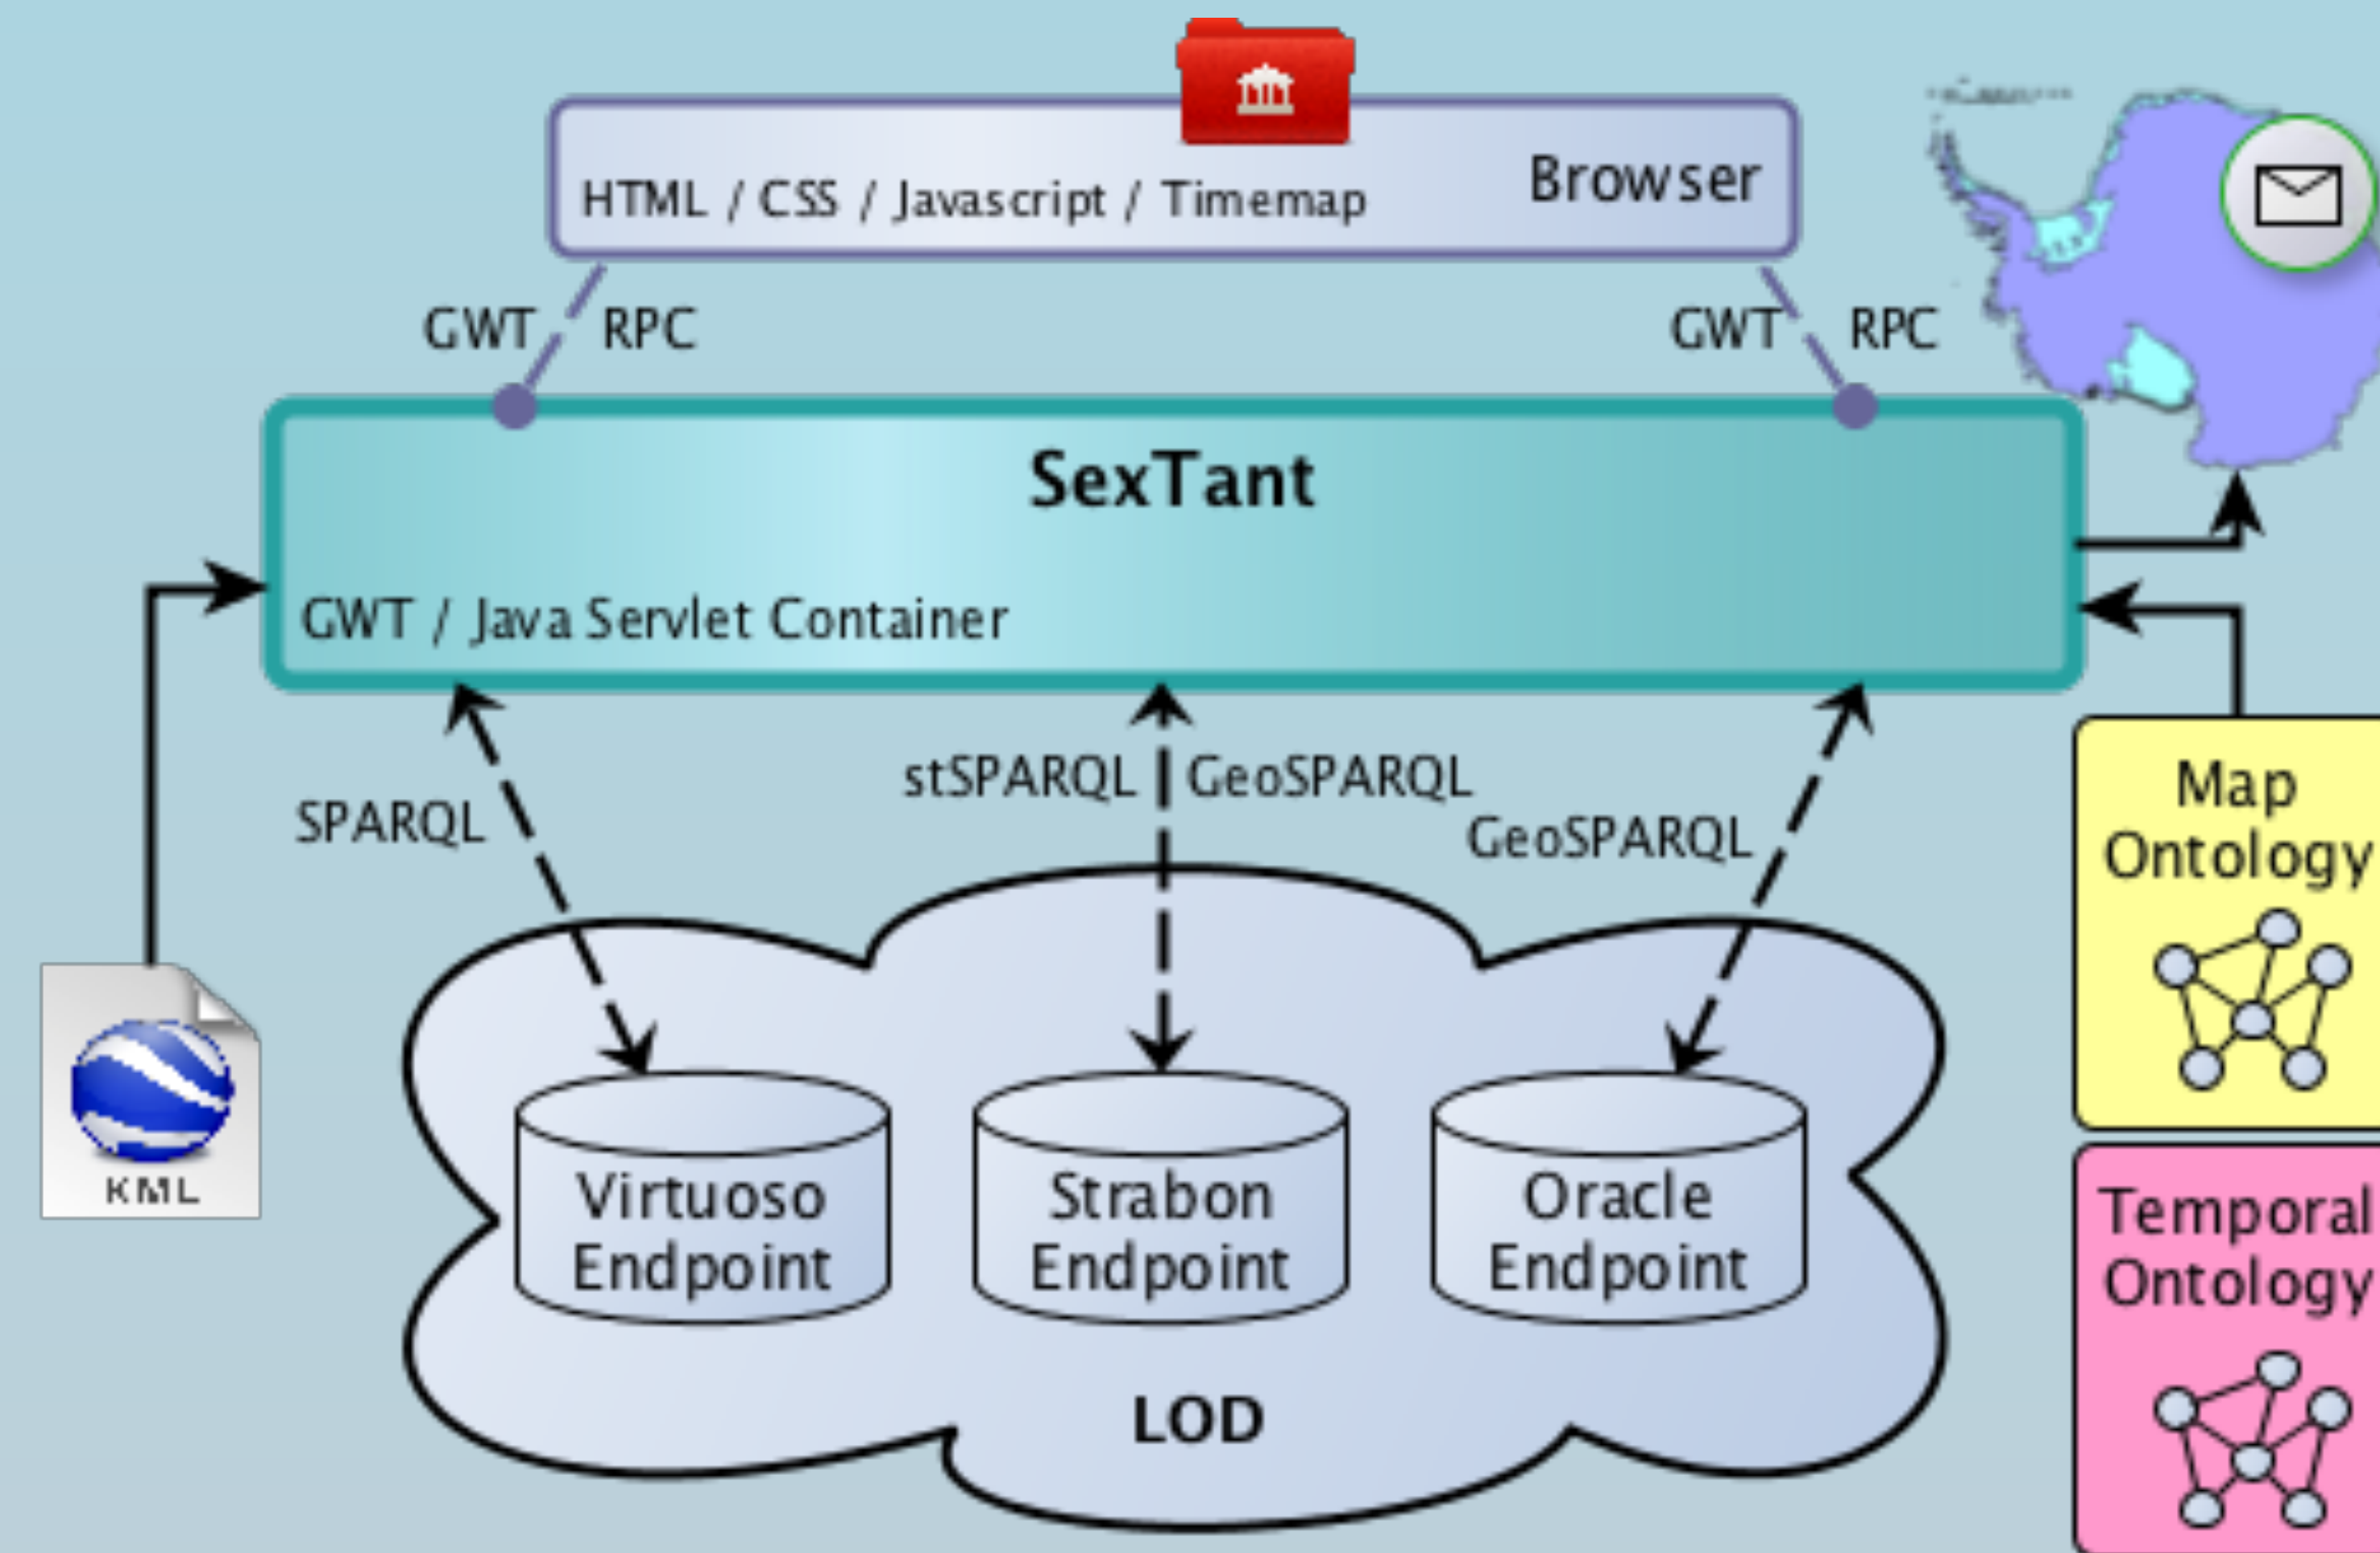 HTML / CSS / Javascript / Timemap
Browser
GWT RPC
GWT RPC
SexTant
GWT / Java Servlet Container
SPARQL
stSPARQL GeoSPARQL
GeoSPARQL
Map
Ontology
KML
Virtuoso
Endpoint
Strabon
Endpoint
Oracle
Endpoint
LOD
Temporal
Ontology